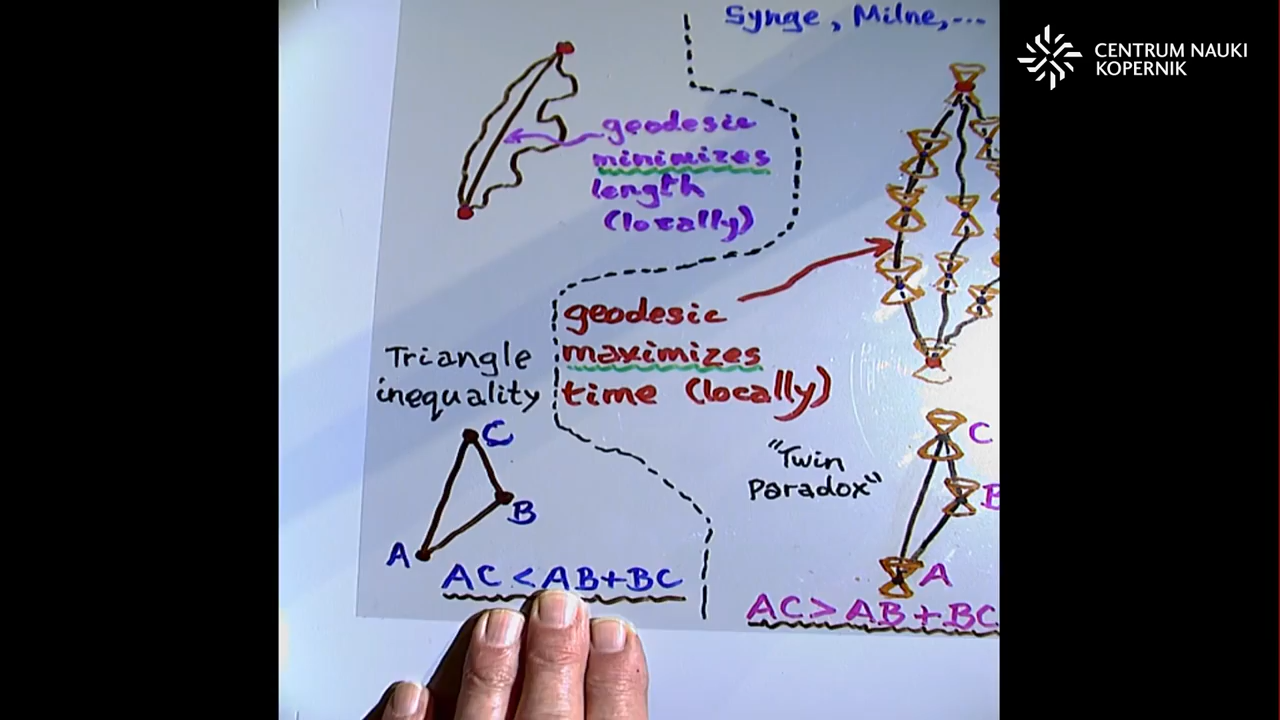 Synge, Milne,...
CENTRUM NAUKI
KOPERNIK
geodesic
minimizes
length
(locally)
geodesic
maximizes
time (locally)
Triangle
inequality
C
B
A
AC < AB+BC
"Twin
Paradox"
C
B
A
AC > AB+BC